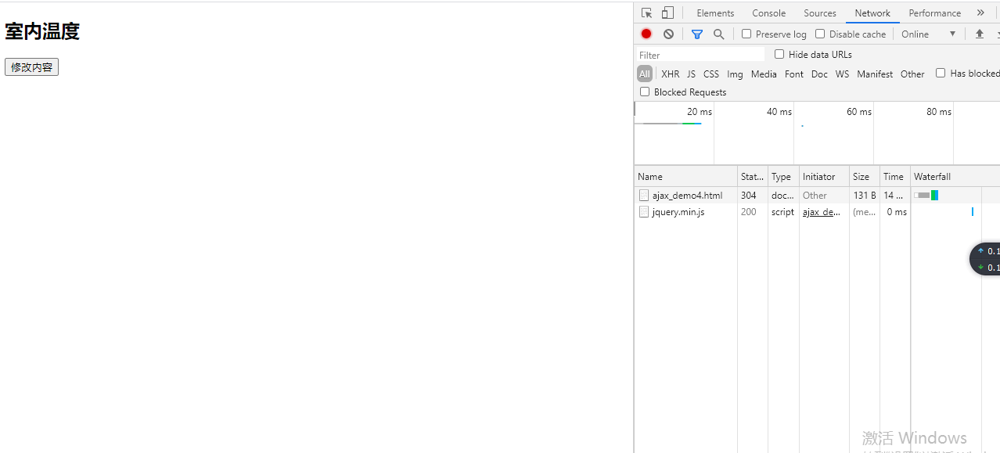 室内温度
修改内容
Elements Console Sources Network Performance »
Preserve log Disable cache Online ▼
Filter Hide data URLs
All XHR JS CSS Img Media Font Doc WS Manifest Other Has blocked
Blocked Requests
20 ms 40 ms 60 ms 80 ms
Name Stat... Type Initiator Size Time Waterfall
ajax_demo4.html 304 doc... Other 131 B 14 ...
jquery.min.js 200 script ajax_de... (me... 0 ms
↑ 0.1
↓ 0.1
激活 Windows